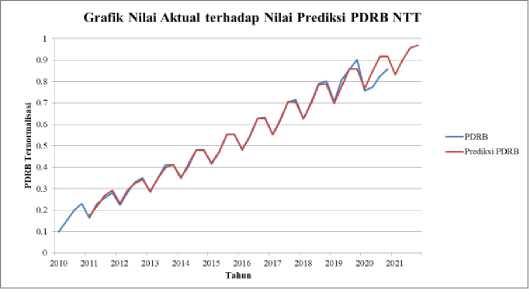 Grafik Nilai Aktual terhadap Nilai Prediksi PDRB NTT
PDRB Ternormalisasi
1
0.9
0.8
0.7
0.6
0.5
0.4
0.3
0.2
0.1
0
2010 2011 2012 2013 2014 2015 2016 2017 2018 2019 2020 2021
Tahun
PDRB
Prediksi PDRB